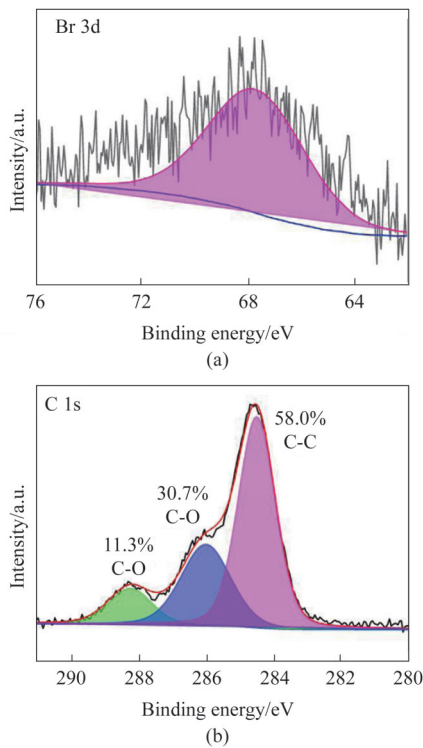 Br 3d
Intensity/a.u.
76 72 68 64
Binding energy/eV
(a)
C 1s
58.0%
C-C
30.7%
C-O
11.3%
C-O
Intensity/a.u.
290 288 286 284 282 280
Binding energy/eV
(b)